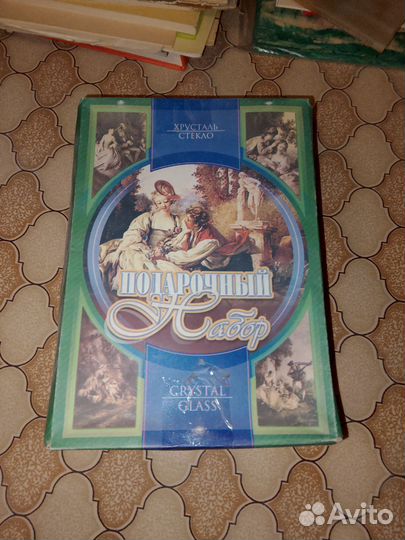 ХРУСТАЛЬ
СТЕКЛО
ПОДАРОЧНЫЙ
Набор
CRYSTAL
GLASS
Avito